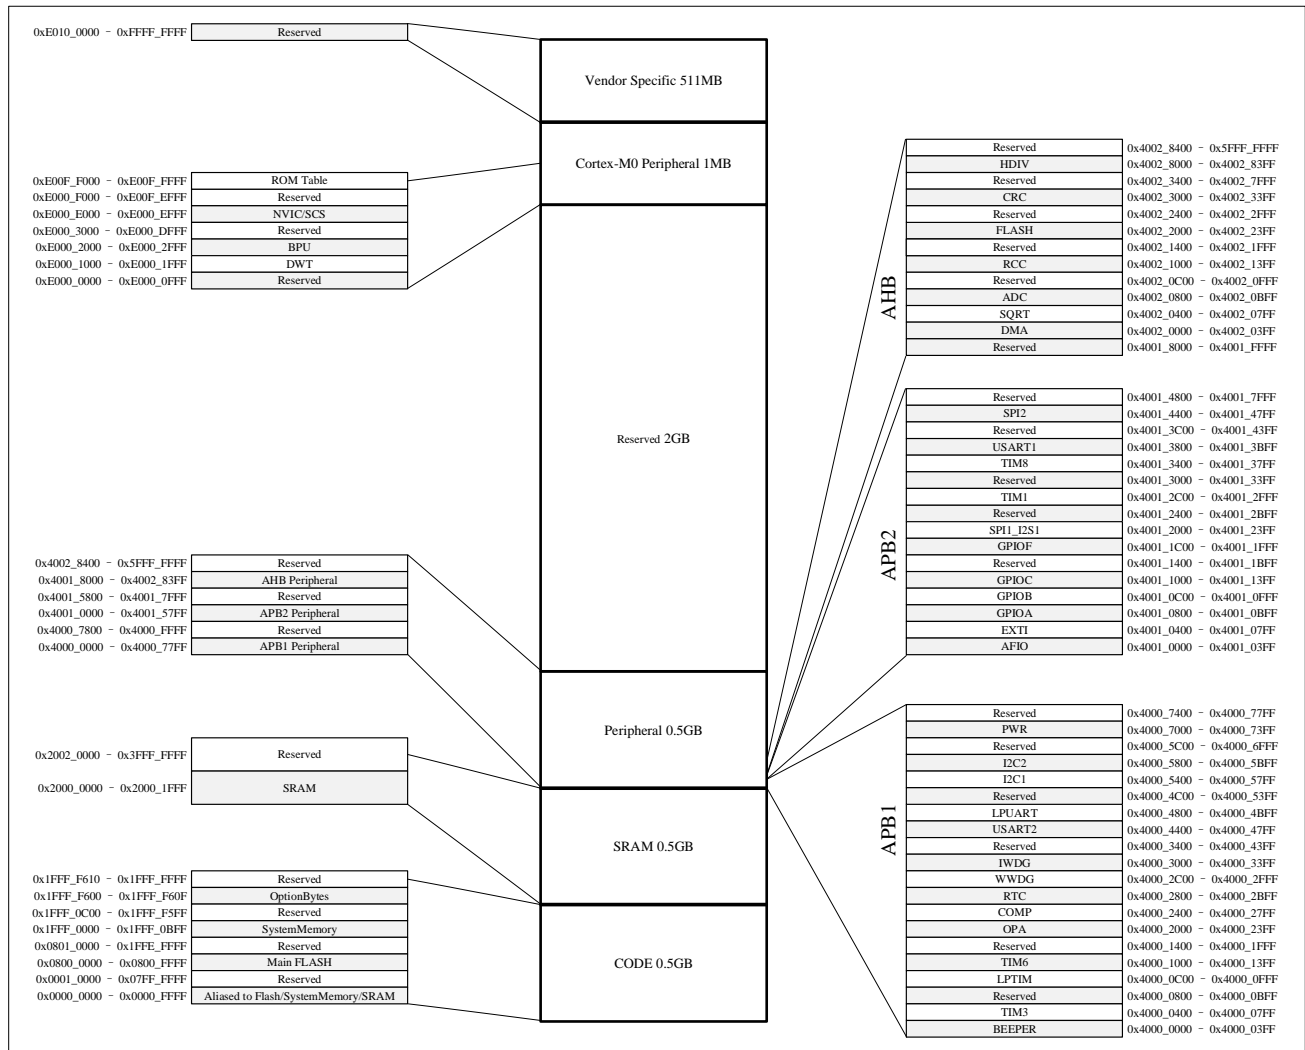 0xE010_0000 - 0xFFFF_FFFF Reserved
0xE00F_F000 - 0xE00F_FFFF ROM Table
0xE000_F000 - 0xE00F_EFFF Reserved
0xE000_E000 - 0xE000_EFFF NVIC/SCS
0xE000_3000 - 0xE000_DFFF Reserved
0xE000_2000 - 0xE000_2FFF BPU
0xE000_1000 - 0xE000_1FFF DWT
0xE000_0000 - 0xE000_0FFF Reserved
0x4002_8400 - 0x5FFF_FFFF Reserved
0x4001_8000 - 0x4002_83FF AHB Peripheral
0x4001_5800 - 0x4001_7FFF Reserved
0x4001_0000 - 0x4001_57FF APB2 Peripheral
0x4000_7800 - 0x4000_FFFF Reserved
0x4000_0000 - 0x4000_77FF APB1 Peripheral
0x2002_0000 - 0x3FFF_FFFF Reserved
0x2000_0000 - 0x2000_1FFF SRAM
0x1FFF_F610 - 0x1FFF_FFFF Reserved
0x1FFF_F600 - 0x1FFF_F60F OptionBytes
0x1FFF_0C00 - 0x1FFF_F5FF Reserved
0x1FFF_0000 - 0x1FFF_0BFF SystemMemory
0x0801_0000 - 0x1FFE_FFFF Reserved
0x0800_0000 - 0x0800_FFFF Main FLASH
0x0001_0000 - 0x07FF_FFFF Reserved
0x0000_0000 - 0x0000_FFFF Aliased to Flash/SystemMemory/SRAM
Vendor Specific 511MB
Cortex-M0 Peripheral 1MB
Reserved 2GB
Peripheral 0.5GB
SRAM 0.5GB
CODE 0.5GB
AHB
Reserved 0x4002_8400 - 0x5FFF_FFFF
HDIV 0x4002_8000 - 0x4002_83FF
Reserved 0x4002_3400 - 0x4002_7FFF
CRC 0x4002_3000 - 0x4002_33FF
Reserved 0x4002_2400 - 0x4002_2FFF
FLASH 0x4002_2000 - 0x4002_23FF
Reserved 0x4002_1400 - 0x4002_1FFF
RCC 0x4002_1000 - 0x4002_13FF
Reserved 0x4002_0C00 - 0x4002_0FFF
ADC 0x4002_0800 - 0x4002_0BFF
SQRT 0x4002_0400 - 0x4002_07FF
DMA 0x4002_0000 - 0x4002_03FF
Reserved 0x4001_8000 - 0x4001_FFFF
APB2
Reserved 0x4001_4800 - 0x4001_7FFF
SPI2 0x4001_4400 - 0x4001_47FF
Reserved 0x4001_3C00 - 0x4001_43FF
USART1 0x4001_3800 - 0x4001_3BFF
TIM8 0x4001_3400 - 0x4001_37FF
Reserved 0x4001_3000 - 0x4001_33FF
TIM1 0x4001_2C00 - 0x4001_2FFF
Reserved 0x4001_2400 - 0x4001_2BFF
SPI1_I2S1 0x4001_2000 - 0x4001_23FF
GPIOF 0x4001_1C00 - 0x4001_1FFF
Reserved 0x4001_1400 - 0x4001_1BFF
GPIOC 0x4001_1000 - 0x4001_13FF
GPIOB 0x4001_0C00 - 0x4001_0FFF
GPIOA 0x4001_0800 - 0x4001_0BFF
EXTI 0x4001_0400 - 0x4001_07FF
AFIO 0x4001_0000 - 0x4001_03FF
APB1
Reserved 0x4000_7400 - 0x4000_77FF
PWR 0x4000_7000 - 0x4000_73FF
Reserved 0x4000_5C00 - 0x4000_6FFF
I2C2 0x4000_5800 - 0x4000_5BFF
I2C1 0x4000_5400 - 0x4000_57FF
Reserved 0x4000_4C00 - 0x4000_53FF
LPUART 0x4000_4800 - 0x4000_4BFF
USART2 0x4000_4400 - 0x4000_47FF
Reserved 0x4000_3400 - 0x4000_43FF
IWDG 0x4000_3000 - 0x4000_33FF
WWDG 0x4000_2C00 - 0x4000_2FFF
RTC 0x4000_2800 - 0x4000_2BFF
COMP 0x4000_2400 - 0x4000_27FF
OPA 0x4000_2000 - 0x4000_23FF
Reserved 0x4000_1400 - 0x4000_1FFF
TIM6 0x4000_1000 - 0x4000_13FF
LPTIM 0x4000_0C00 - 0x4000_0FFF
Reserved 0x4000_0800 - 0x4000_0BFF
TIM3 0x4000_0400 - 0x4000_07FF
BEEPER 0x4000_0000 - 0x4000_03FF